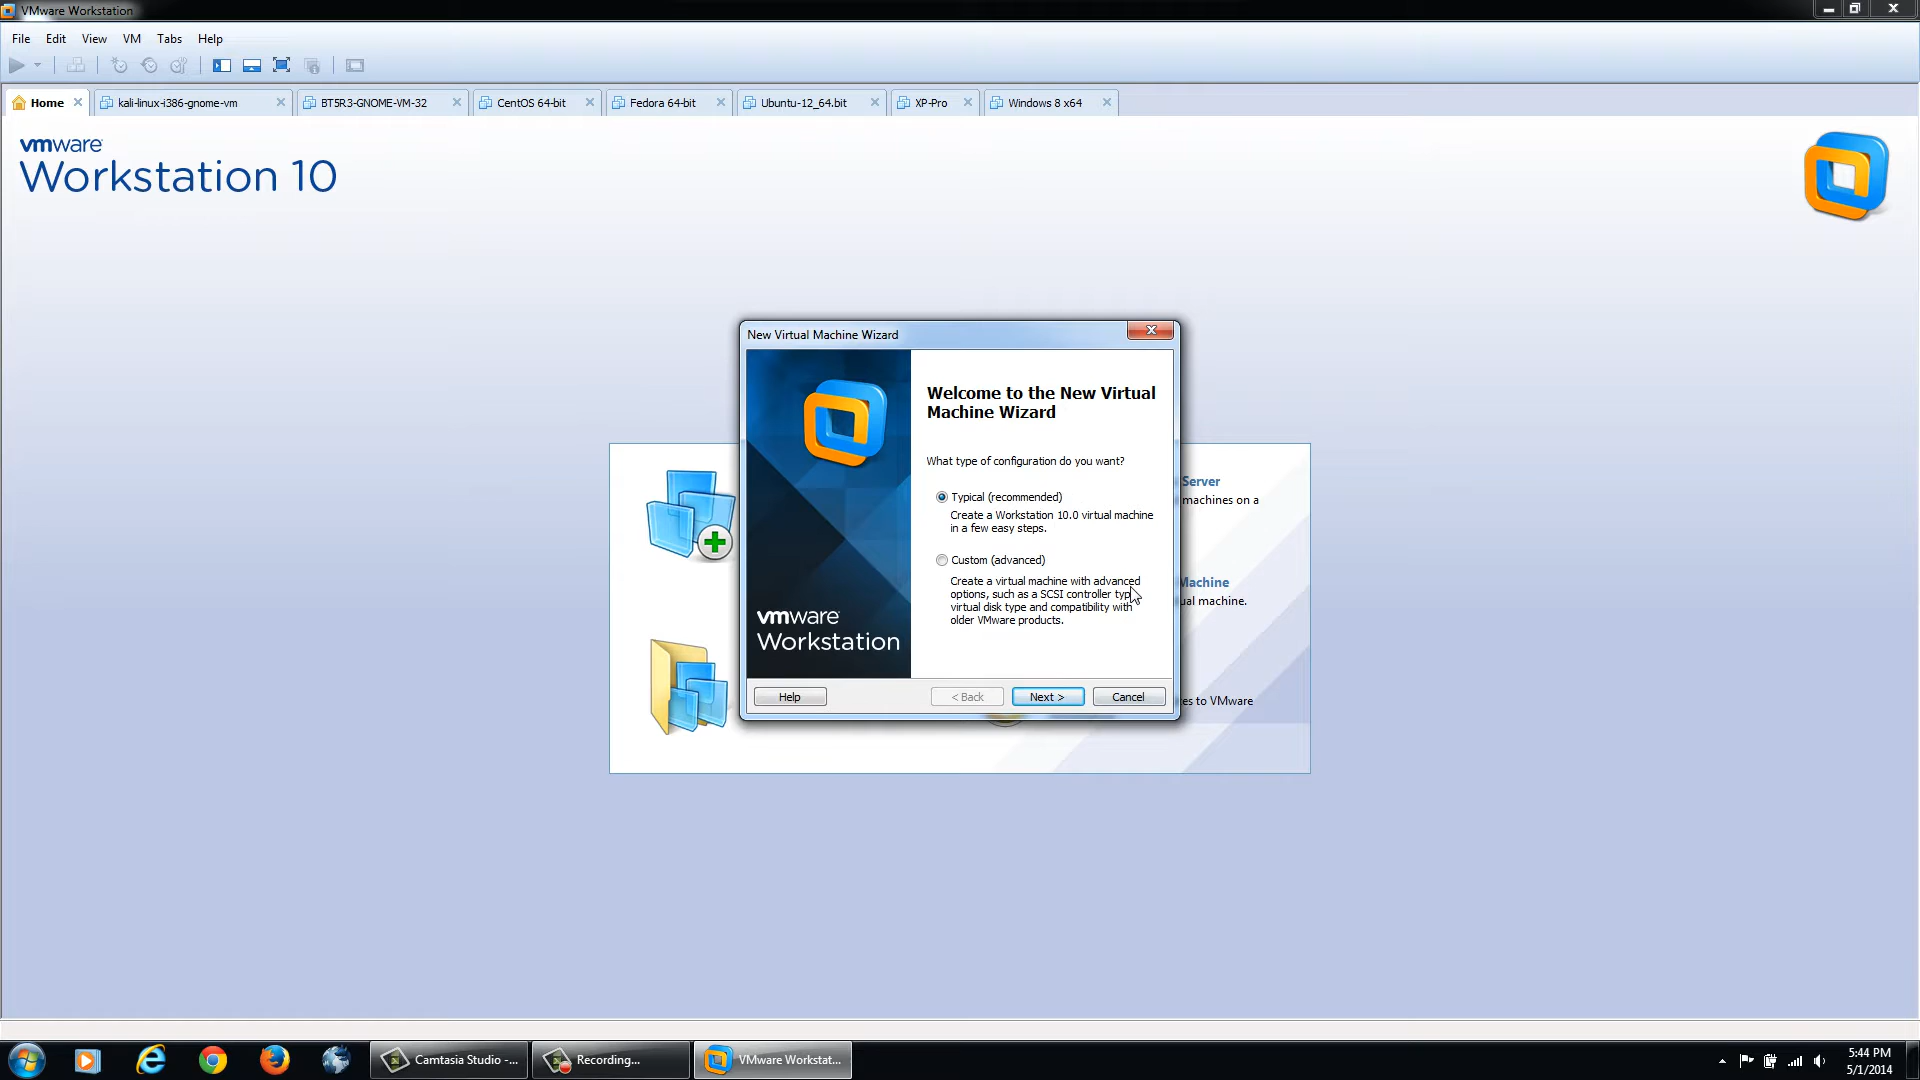 VMware Workstation
File Edit View VM Tabs Help
Home kali-linux-i386-gnome-vm BT5R3-GNOME-VM-32 CentOS 64-bit Fedora 64-bit Ubuntu-12_64.bit XP-Pro Windows 8 x64
vmware
Workstation 10
New Virtual Machine Wizard
Welcome to the New Virtual
Machine Wizard
What type of configuration do you want?
Typical (recommended)
Create a Workstation 10.0 virtual machine
in a few easy steps.
Custom (advanced)
Create a virtual machine with advanced
options, such as a SCSI controller type,
virtual disk type and compatibility with
older VMware products.
vmware
Workstation
Help < Back Next > Cancel
Server
machines on a
Machine
ual machine.
es to VMware
Camtasia Studio -... Recording... VMware Workstat...
5:44 PM
5/1/2014